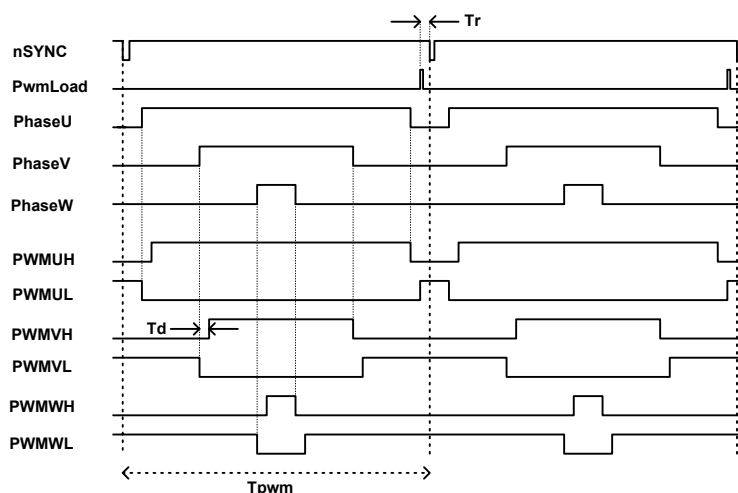 Tr
nSYNC
PwmLoad
PhaseU
PhaseV
PhaseW
PWMUH
PWMUL
Td
PWMVH
PWMVL
PWMWH
PWMWL
Tpwm